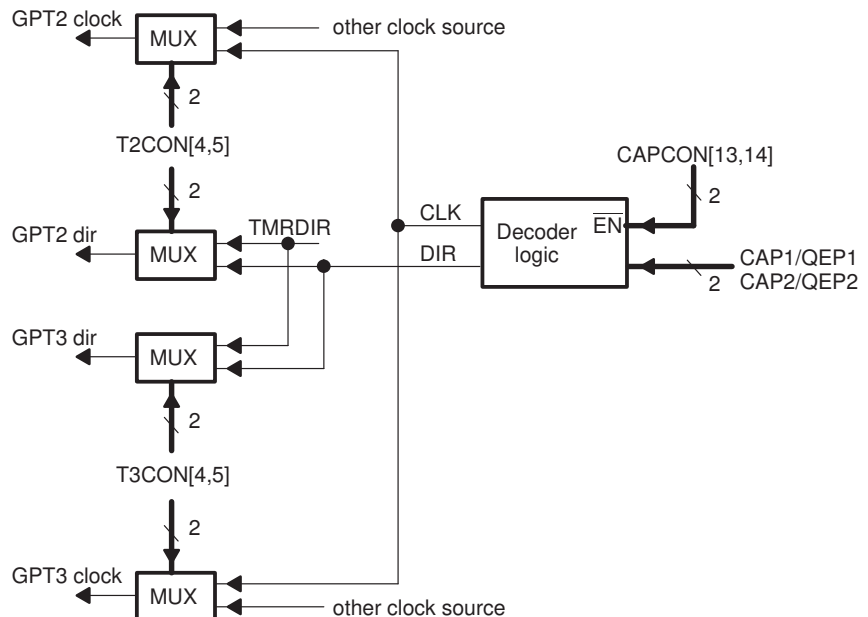 GPT2 clock
MUX
other clock source
2
T2CON[4,5]
CAPCON[13,14]
2
2
GPT2 dir
MUX
TMRDIR
CLK
DIR
Decoder
logic
EN
CAP1/QEP1
CAP2/QEP2
2
GPT3 dir
MUX
2
T3CON[4,5]
2
GPT3 clock
MUX
other clock source